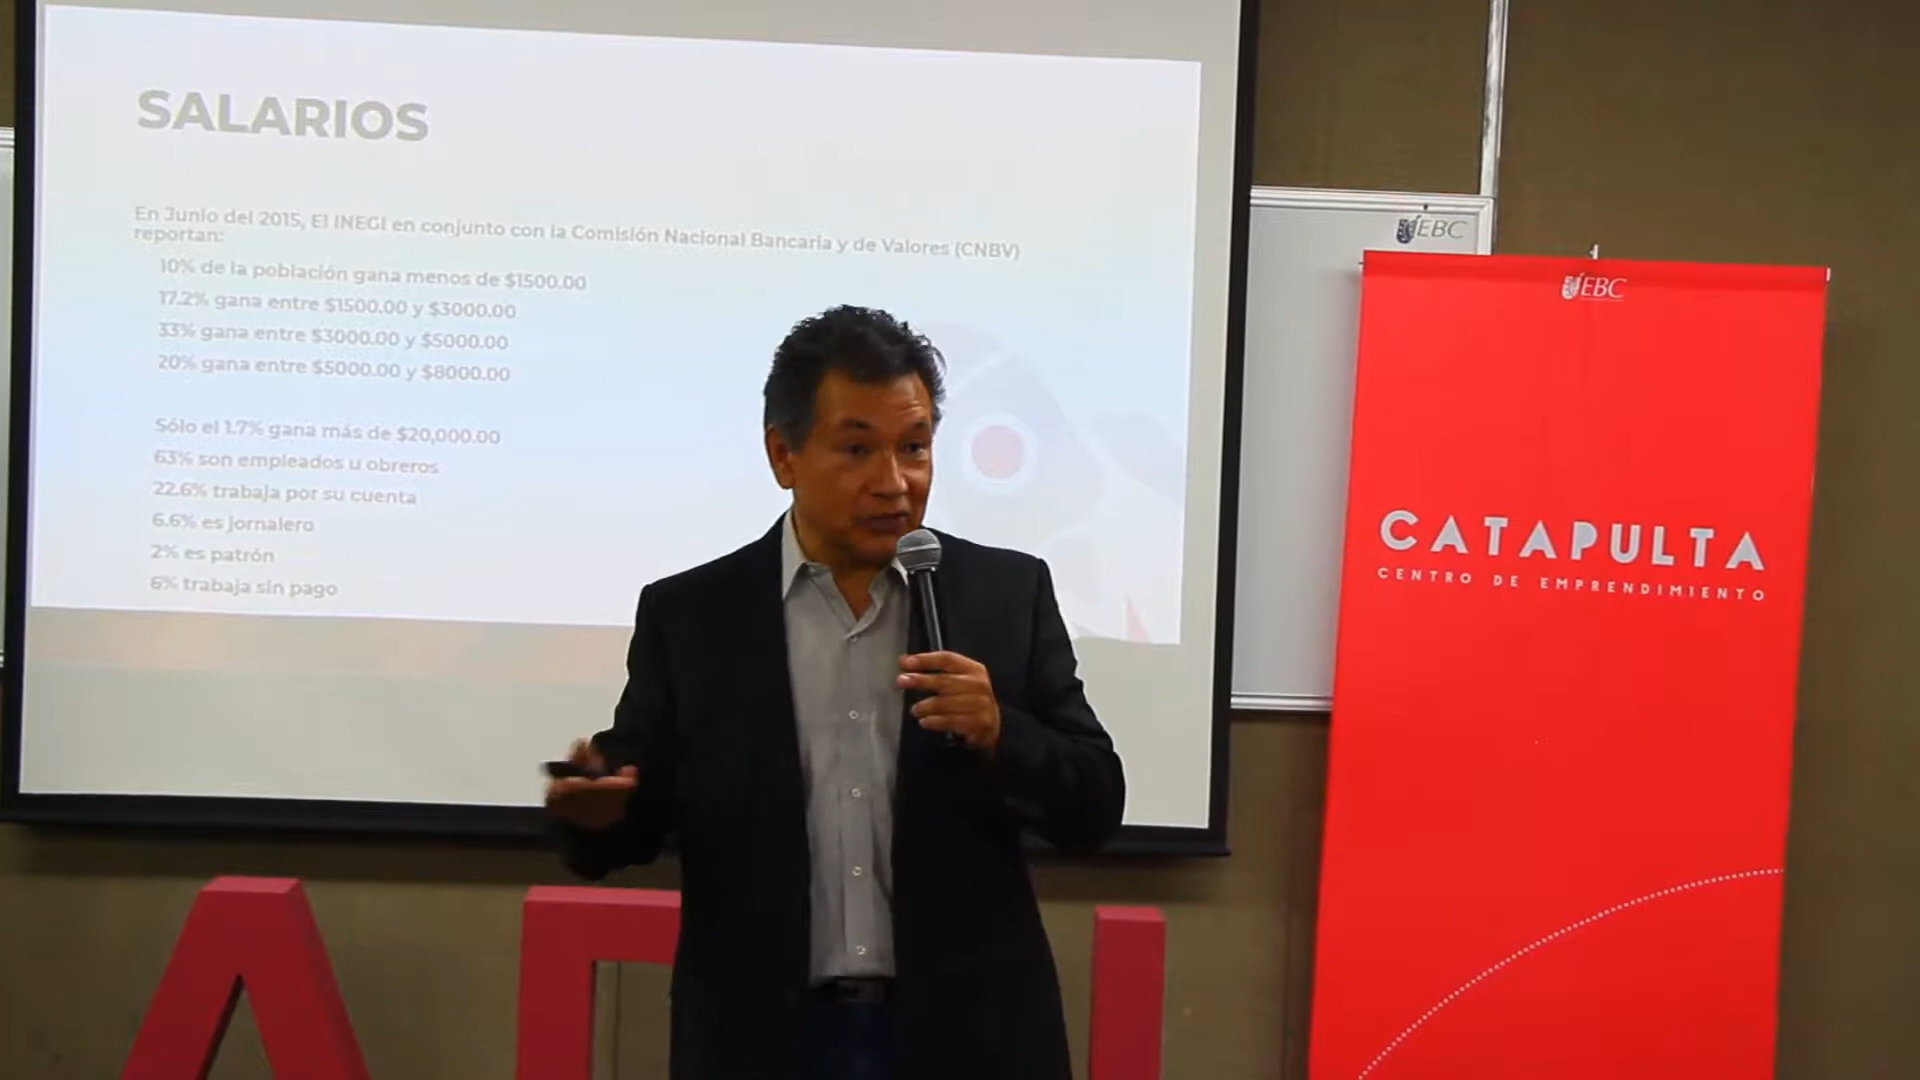 SALARIOS
En Junio del 2015, El INEGI en conjunto con la Comisión Nacional Bancaria y de Valores (CNBV)
reportan:
10% de la población gana menos de $1500.00
17.2% gana entre $1500.00 y $3000.00
33% gana entre $3000.00 y $5000.00
20% gana entre $5000.00 y $8000.00
Sólo el 1.7% gana más de $20,000.00
63% son empleados u obreros
22.6% trabaja por su cuenta
6.6% es jornalero
2% es patrón
6% trabaja sin pago
EBC
EBC
CATAPULTA
CENTRO DE EMPRENDIMIENTO